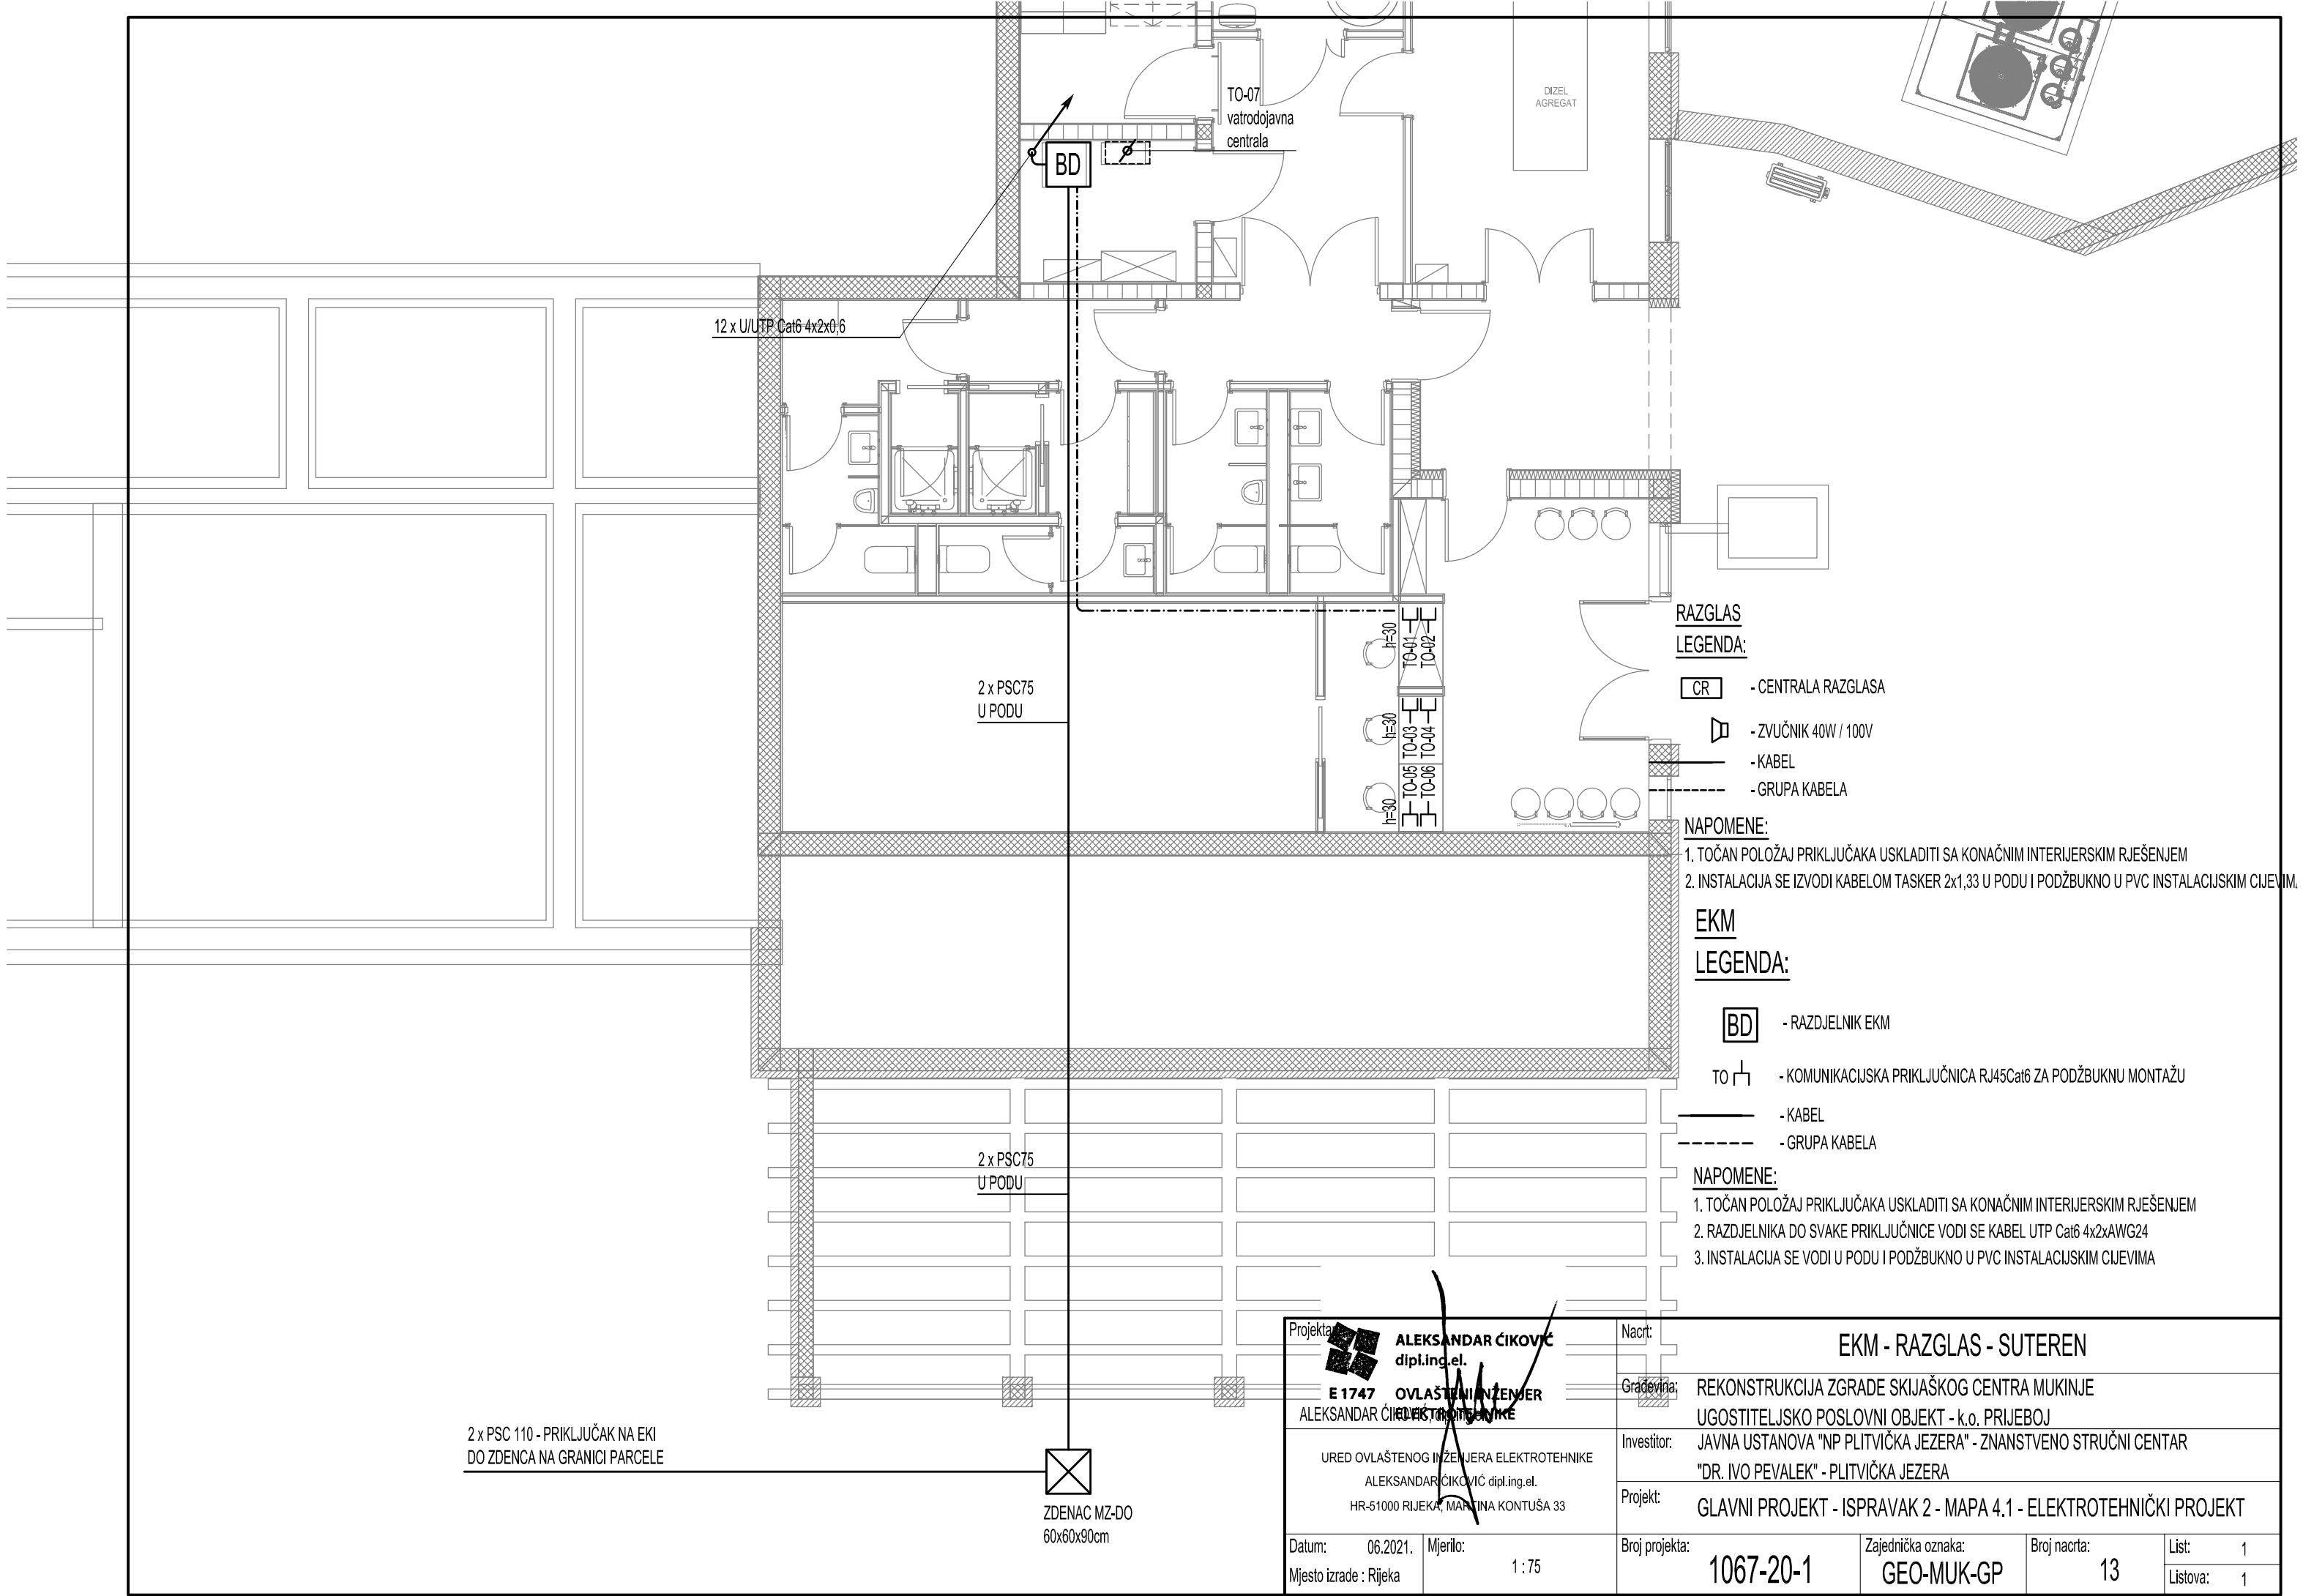 TO-07
vatrodojavna
centrala
DIZEL
AGREGAT
BD
12 x U/UTP Cat6 4x2x0,6
2 x PSC75
U PODU
h=30
TO-01
TO-02
h=30
TO-03
TO-04
h=30
TO-05
TO-06
RAZGLAS
LEGENDA:
CR - CENTRALA RAZGLASA
- ZVUČNIK 40W / 100V
- KABEL
- GRUPA KABELA
NAPOMENE:
1. TOČAN POLOŽAJ PRIKLJUČAKA USKLADITI SA KONAČNIM INTERIJERSKIM RJEŠENJEM
2. INSTALACIJA SE IZVODI KABELOM TASKER 2x1,33 U PODU I PODŽBUKNO U PVC INSTALACIJSKIM CIJEVIM
EKM
LEGENDA:
BD - RAZDJELNIK EKM
TO - KOMUNIKACIJSKA PRIKLJUČNICA RJ45Cat6 ZA PODŽBUKNU MONTAŽU
- KABEL
- GRUPA KABELA
NAPOMENE:
1. TOČAN POLOŽAJ PRIKLJUČAKA USKLADITI SA KONAČNIM INTERIJERSKIM RJEŠENJEM
2. RAZDJELNIKA DO SVAKE PRIKLJUČNICE VODI SE KABEL UTP Cat6 4x2xAWG24
3. INSTALACIJA SE VODI U PODU I PODŽBUKNO U PVC INSTALACIJSKIM CIJEVIMA
2 x PSC75
U PODU
2 x PSC 110 - PRIKLJUČAK NA EKI
DO ZDENCA NA GRANICI PARCELE
ZDENAC MZ-DO
60x60x90cm
ALEKSANDAR ĆIKOVIĆ
dipl.ing.el.
E 1747 OVLAŠTENI INŽENJER
ELEKTROTEHNIKE
ALEKSANDAR
URED OVLAŠTENOG INŽENJERA ELEKTROTEHNIKE
ALEKSANDAR ĆIKOVIĆ dipl.ing.el.
HR-51000 RIJEKA, MARTINA KONTUŠA 33
Datum: 06.2021.
Mjesto izrade : Rijeka
Mjerilo:
1 : 75
Nacrt: EKM - RAZGLAS - SUTEREN
Građevina: REKONSTRUKCIJA ZGRADE SKIJAŠKOG CENTRA MUKINJE
UGOSTITELJSKO POSLOVNI OBJEKT - k.o. PRIJEBOJ
Investitor: JAVNA USTANOVA "NP PLITVIČKA JEZERA" - ZNANSTVENO STRUČNI CENTAR
"DR. IVO PEVALEK" - PLITVIČKA JEZERA
Projekt: GLAVNI PROJEKT - ISPRAVAK 2 - MAPA 4.1 - ELEKTROTEHNIČKI PROJEKT
Broj projekta:
1067-20-1
Zajednička oznaka:
GEO-MUK-GP
Broj nacrta:
13
List: 1
Listova: 1